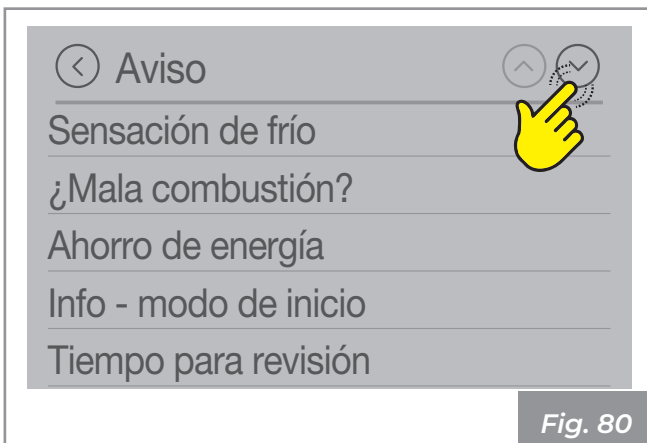 Aviso
Sensación de frío
¿Mala combustión?
Ahorro de energía
Info - modo de inicio
Tiempo para revisión
Fig. 80